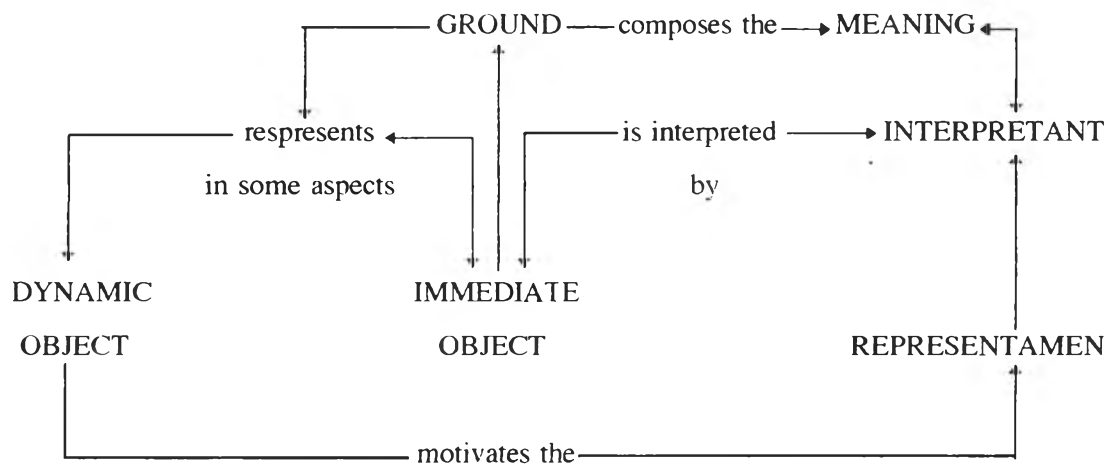 GROUND composes the MEANING
respresents is interpreted INTERPRETANT
in some aspects by
DYNAMIC IMMEDIATE
OBJECT OBJECT REPRESENTAMEN
motivates the